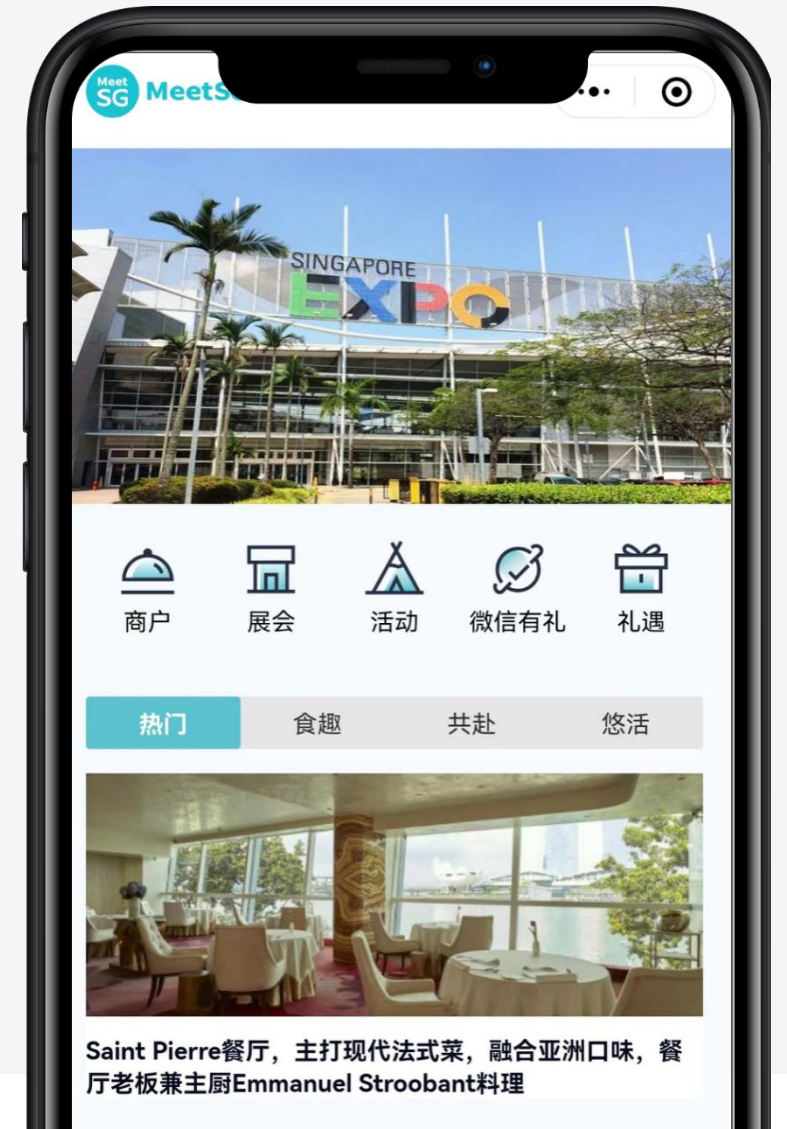 Meet
SG MeetS
SINGAPORE
EXPO
商户 展会 活动 微信有礼 礼遇
热门 食趣 共赴 悠活
Saint Pierre餐厅，主打现代法式菜，融合亚洲口味，餐
厅老板兼主厨Emmanuel Stroobant料理